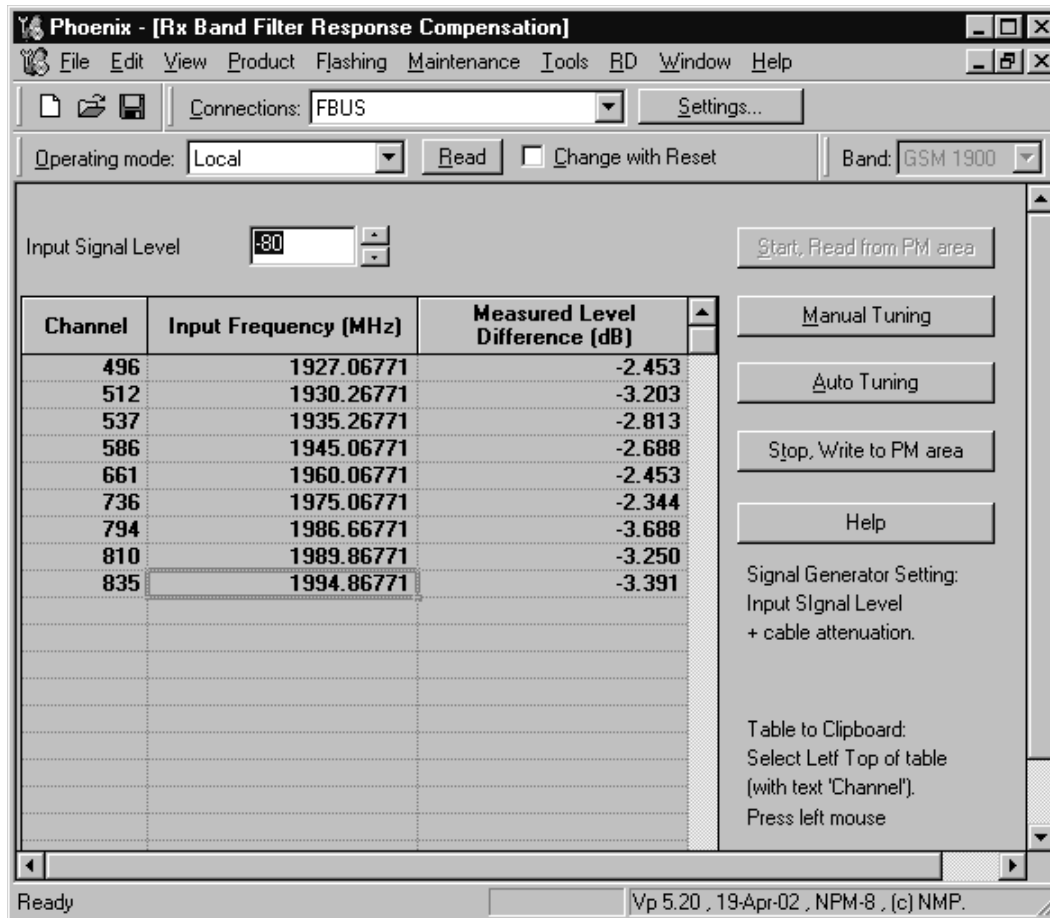 Phoenix - [Rx Band Filter Response Compensation]
File Edit View Product Flashing Maintenance Tools RD Window Help
Connections: FBUS Settings...
Operating mode: Local Read Change with Reset Band: GSM 1900
Input Signal Level -80 Start, Read from PM area
Channel Input Frequency (MHz) Measured Level Difference (dB)
496 1927.06771 -2.453
512 1930.26771 -3.203
537 1935.26771 -2.813
586 1945.06771 -2.688
661 1960.06771 -2.453
736 1975.06771 -2.344
794 1986.66771 -3.688
810 1989.86771 -3.250
835 1994.86771 -3.391
Manual Tuning
Auto Tuning
Stop, Write to PM area
Help
Signal Generator Setting:
Input SIgnal Level
+ cable attenuation.
Table to Clipboard:
Select Letf Top of table
(with text 'Channel').
Press left mouse
Ready Vp 5.20 , 19-Apr-02 , NPM-8 , (c) NMP.